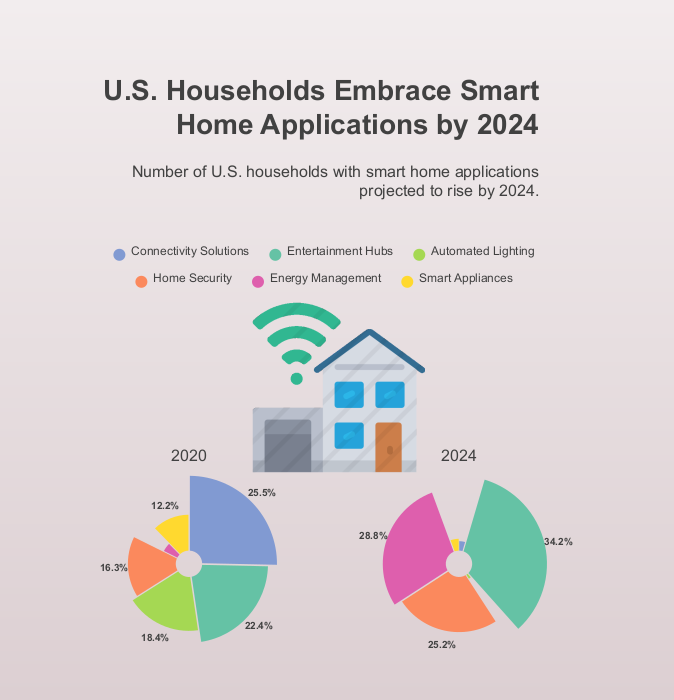 U.S. Households Embrace Smart
Home Applications by 2024
Number of U.S. households with smart home applications
projected to rise by 2024.
Connectivity Solutions Entertainment Hubs Automated Lighting
Home Security Energy Management Smart Appliances
2020
25.5%
22.4%
18.4%
16.3%
12.2%
2024
34.2%
25.2%
28.8%